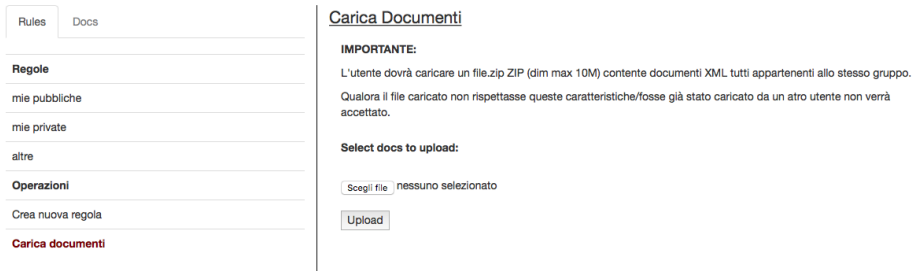 Rules Docs
Regole
mie pubbliche
mie private
altre
Operazioni
Crea nuova regola
Carica documenti
Carica Documenti
IMPORTANTE:
L'utente dovrà caricare un file.zip ZIP (dim max 10M) contente documenti XML tutti appartenenti allo stesso gruppo.
Qualora il file caricato non rispettasse queste caratteristiche/fosse già stato caricato da un atro utente non verrà
accettato.
Select docs to upload:
Scegli file nessuno selezionato
Upload